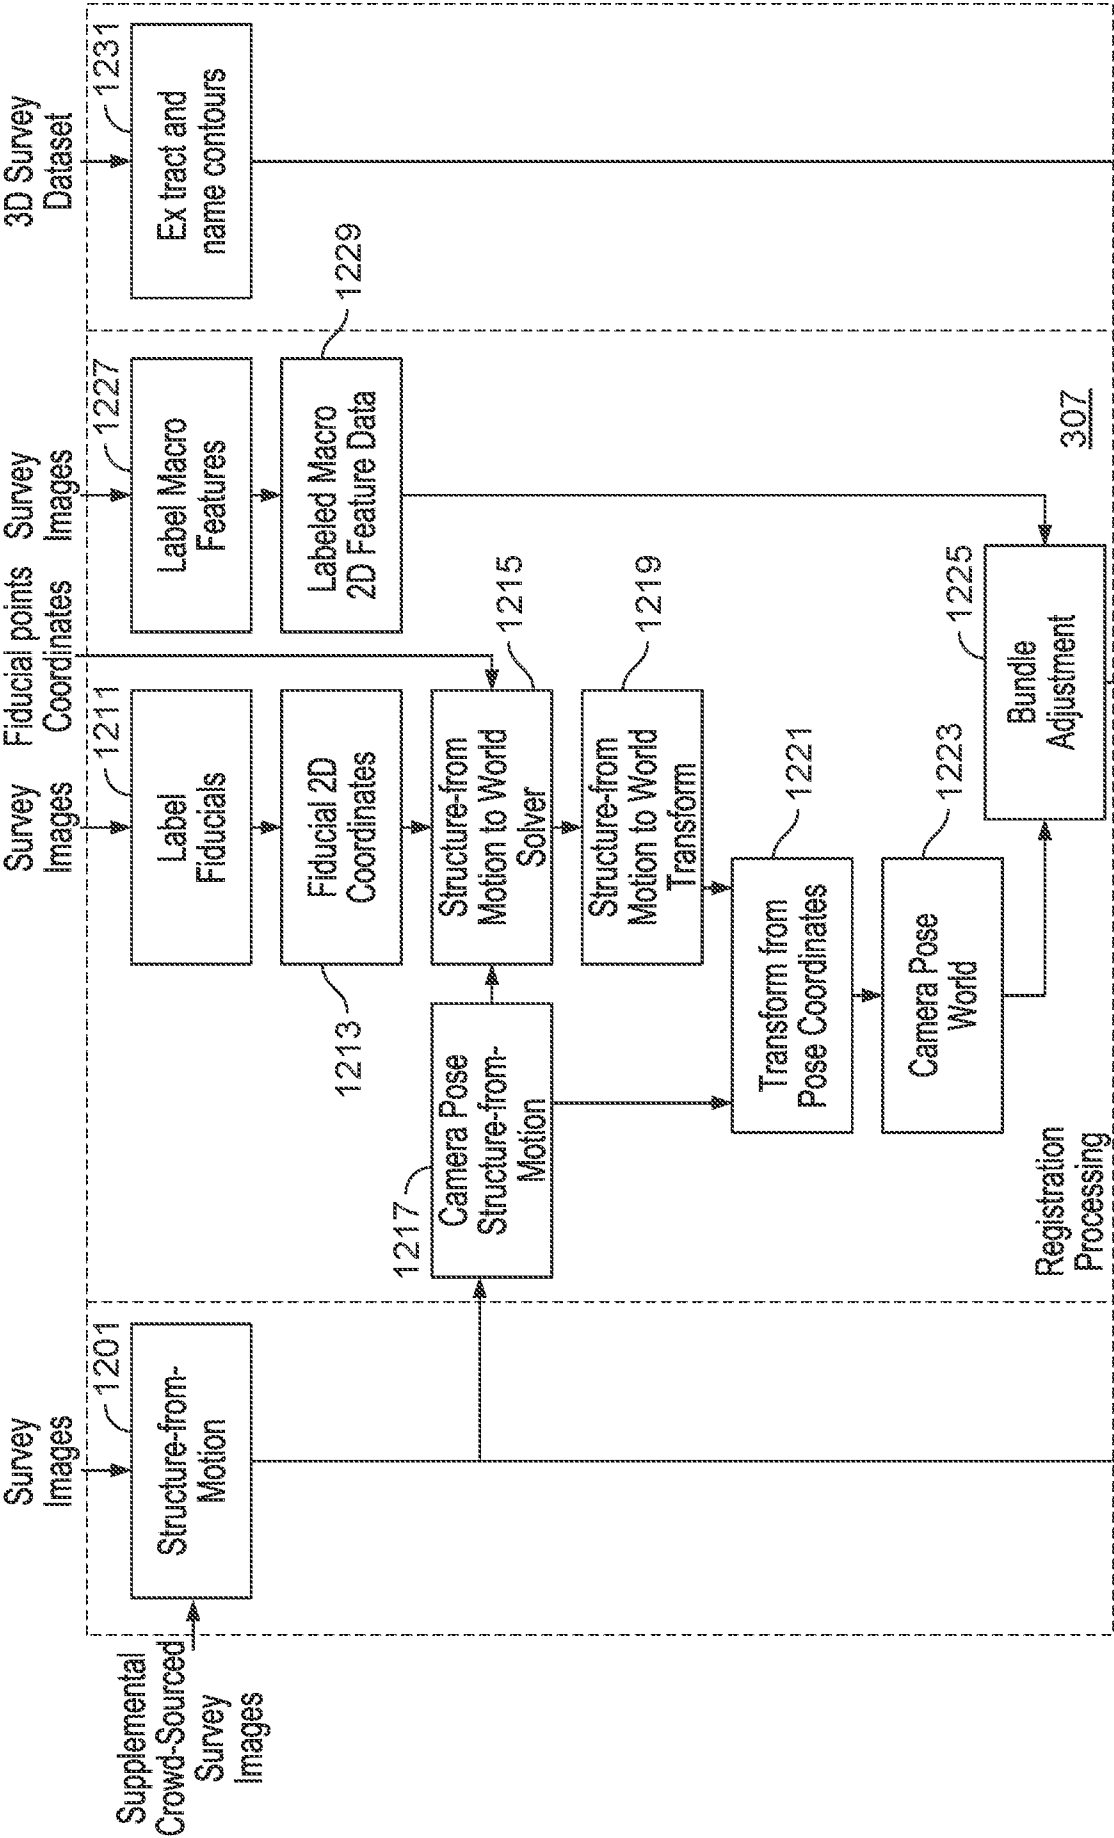 Supplemental
Crowd-Sourced
Survey
Images
Survey
Images
1201
Structure-from-
Motion
Survey
Images
1211
Label
Fiducials
1213
Fiducial 2D
Coordinates
Fiducial points
Coordinates
1215
Structure-from
Motion to World
Solver
1217
Camera Pose
Structure-from-
Motion
1219
Structure-from
Motion to World
Transform
1221
Transform from
Pose Coordinates
1223
Camera Pose
World
1225
Bundle
Adjustment
Survey
Images
1227
Label Macro
Features
1229
Labeled Macro
2D Feature Data
307
Registration
Processing
3D Survey
Dataset
1231
Ex tract and
name contours